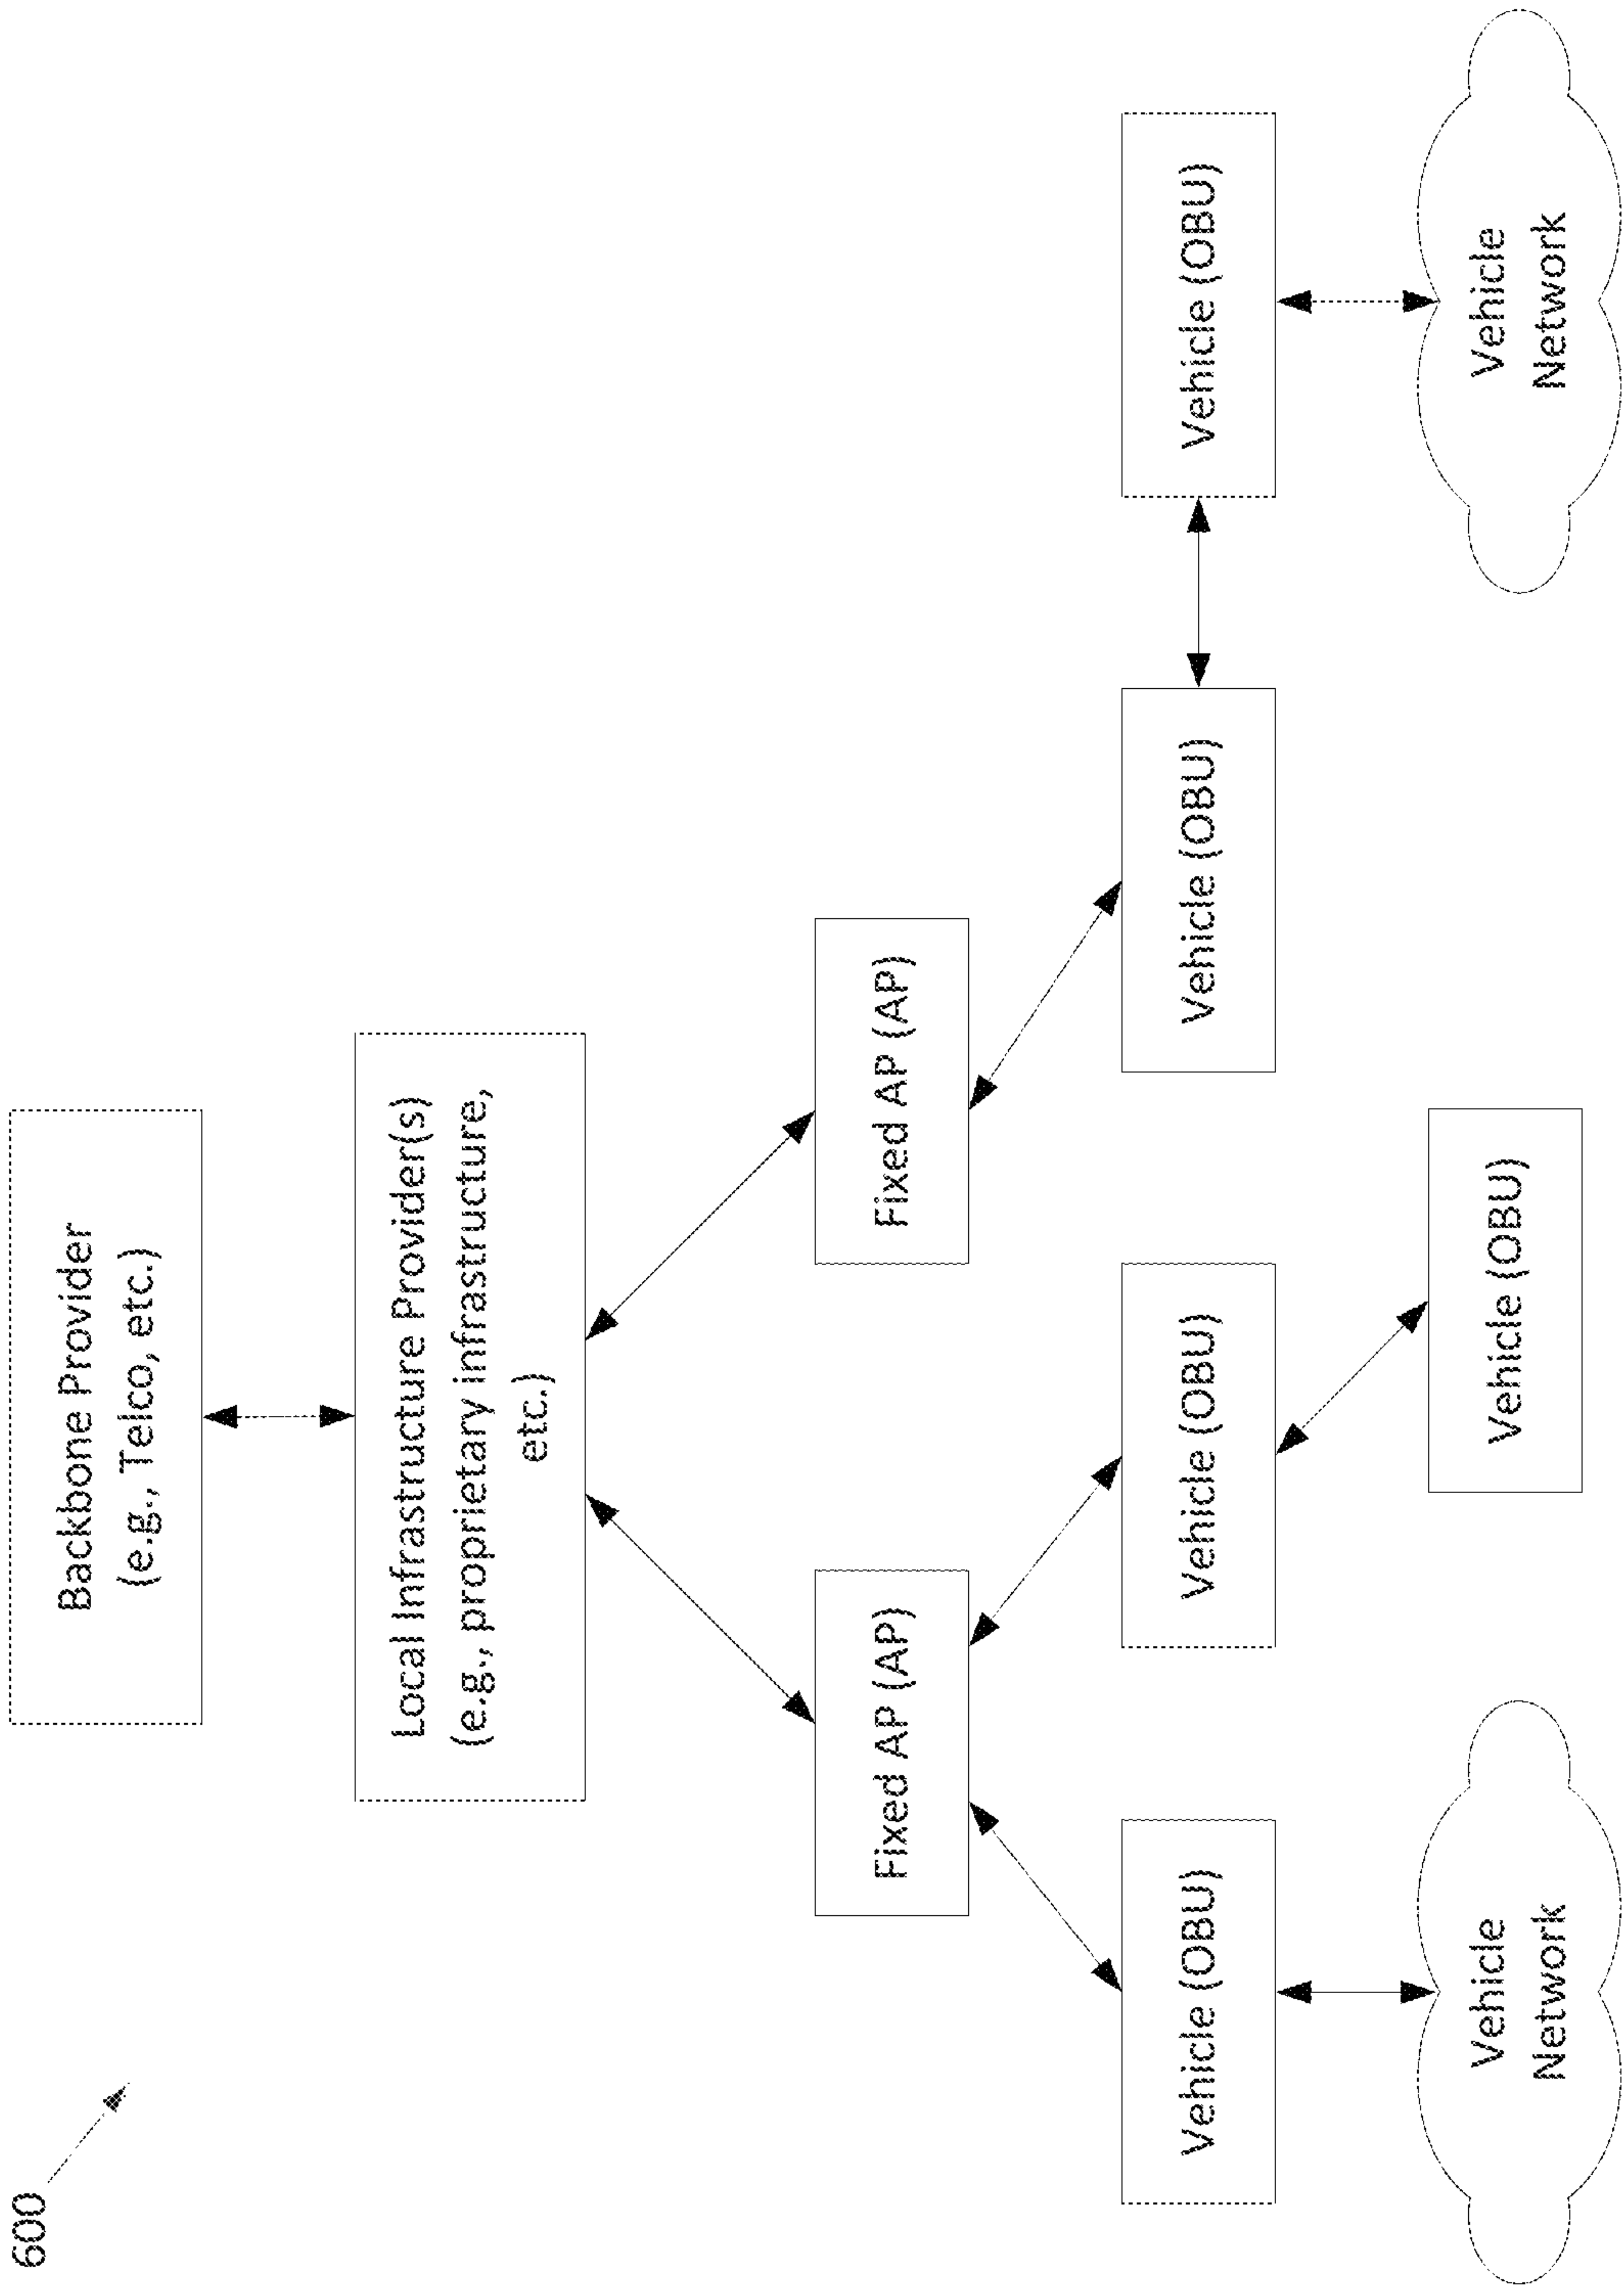 600
Backbone Provider
(e.g., Telco, etc.)
Local Infrastructure Provider(s)
(e.g., proprietary infrastructure,
etc.)
Fixed AP (AP)
Fixed AP (AP)
Vehicle (OBU)
Vehicle (OBU)
Vehicle (OBU)
Vehicle (OBU)
Vehicle
Network
Vehicle (OBU)
Vehicle
Network